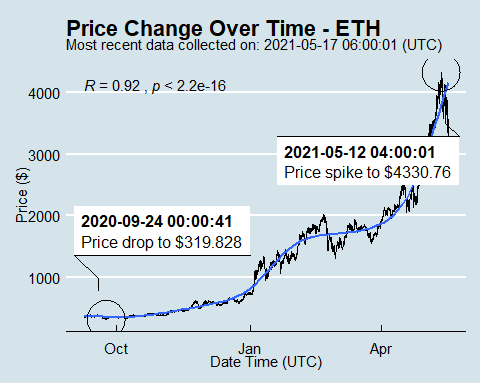 Price Change Over Time - ETH
Most recent data collected on: 2021-05-17 06:00:01 (UTC)
R = 0.92 , p < 2.2e-16
4000
3000
2000
1000
Price ($)
2021-05-12 04:00:01
Price spike to $4330.76
2020-09-24 00:00:41
Price drop to $319.828
Oct
Jan
Apr
Date Time (UTC)